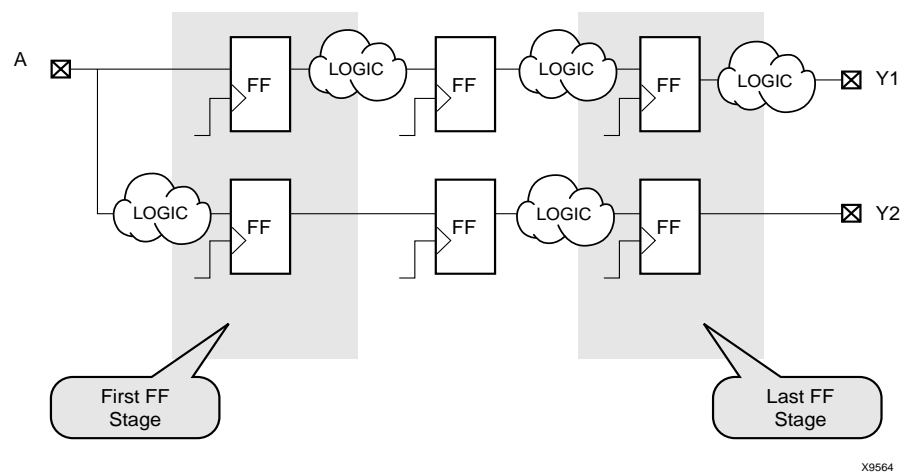 A
FF
LOGIC
FF
LOGIC
FF
LOGIC
Y1
LOGIC
FF
FF
LOGIC
FF
Y2
First FF
Stage
Last FF
Stage
X9564